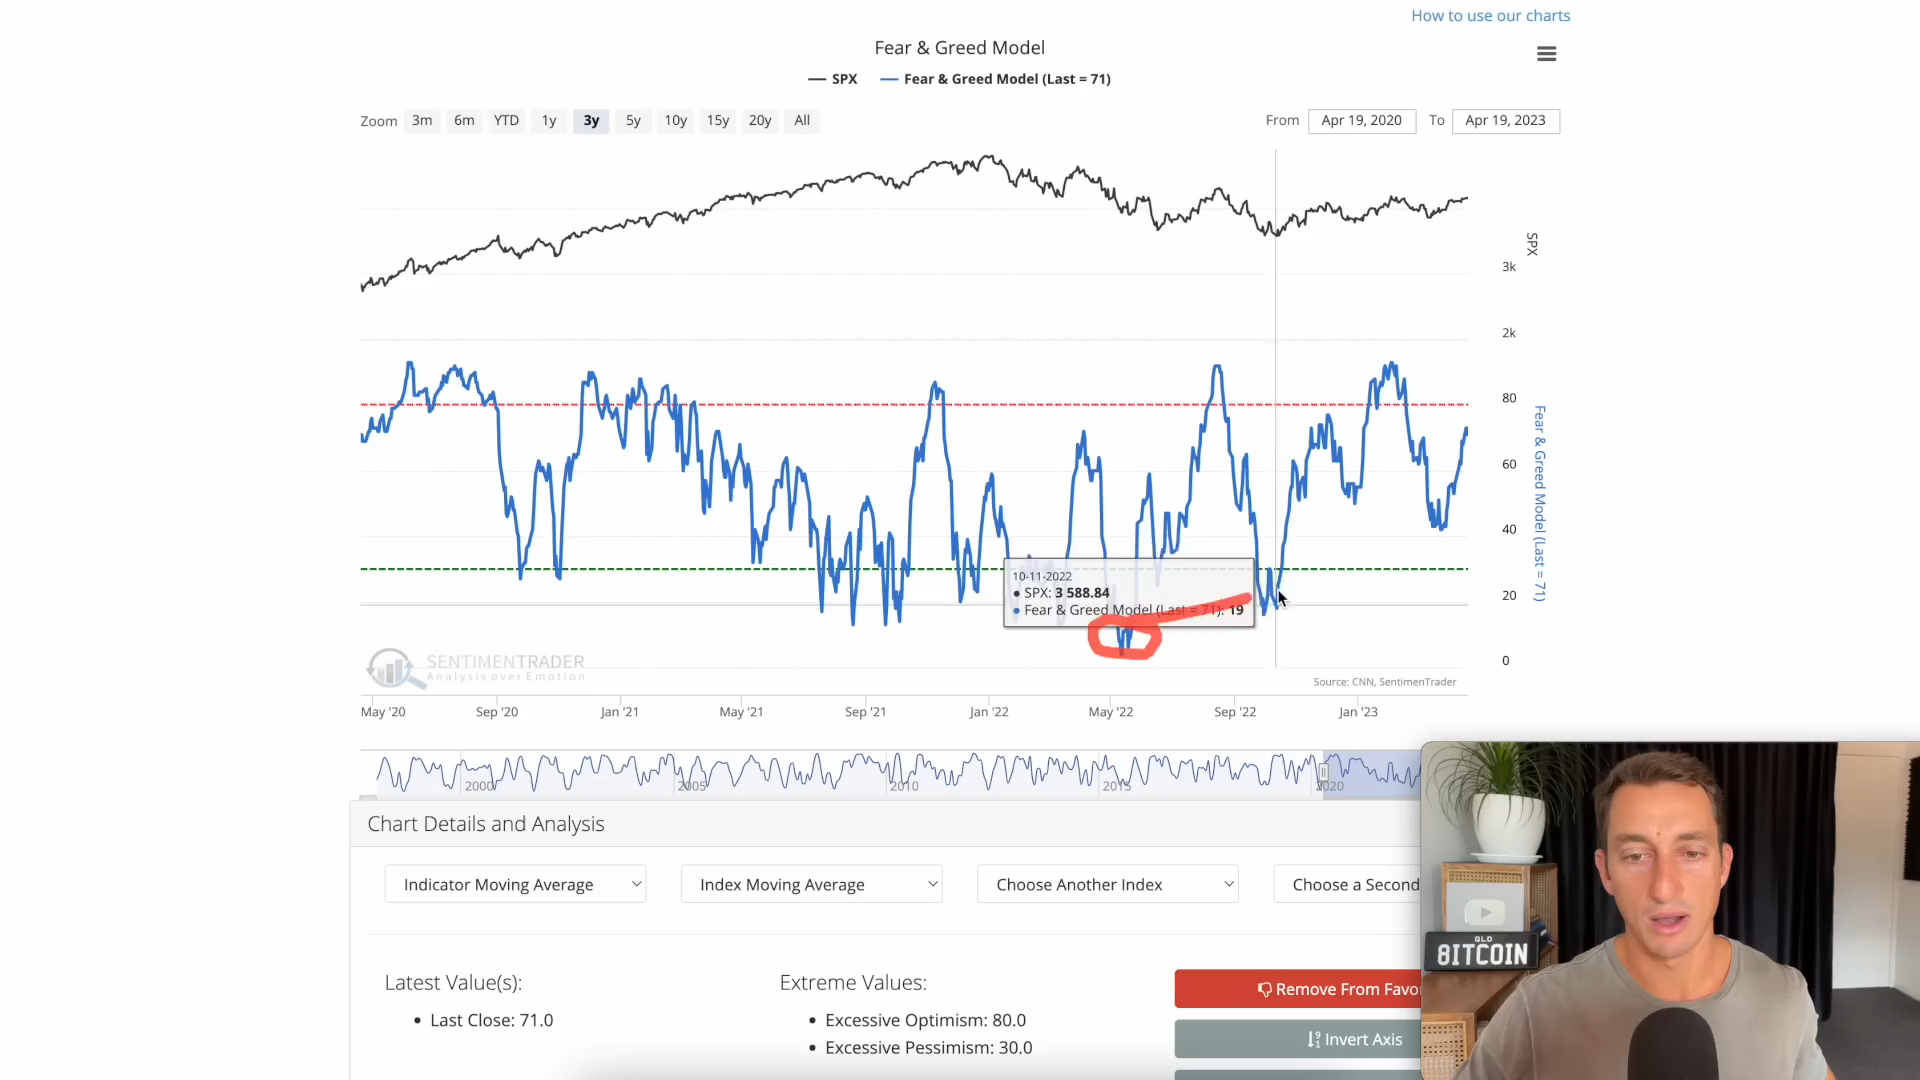 How to use our charts
Fear & Greed Model
SPX Fear & Greed Model (Last = 71)
Zoom 3m 6m YTD 1y 3y 5y 10y 15y 20y All
From Apr 19, 2020 To Apr 19, 2023
SPX
3k
2k
80
60
40
20
0
Fear & Greed Model (Last = 71)
10-11-2022
● SPX: 3 588.84
● Fear & Greed Model (Last = 71): 19
SENTIMENTRADER
Analysis over Emotion
Source: CNN, SentimenTrader
May '20 Sep '20 Jan '21 May '21 Sep '21 Jan '22 May '22 Sep '22 Jan '23
2000 2005 2010 2015 2020
Chart Details and Analysis
Indicator Moving Average Index Moving Average Choose Another Index Choose a Second
Latest Value(s):
• Last Close: 71.0
Extreme Values:
• Excessive Optimism: 80.0
• Excessive Pessimism: 30.0
Remove From Favo
Invert Axis
QLD
8ITCOIN